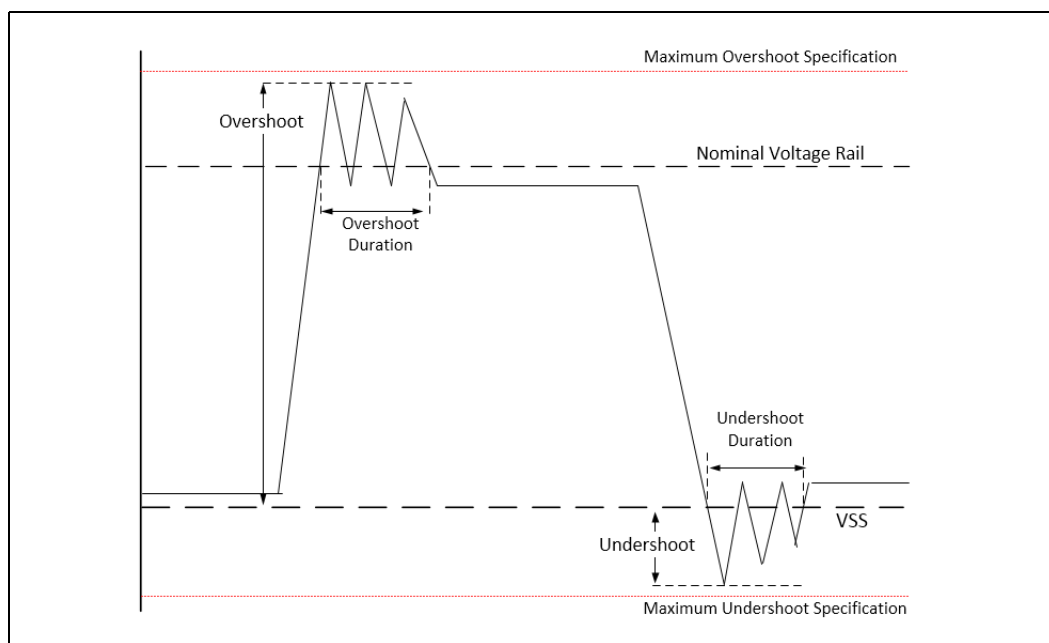 Maximum Overshoot Specification
Overshoot
Nominal Voltage Rail
Overshoot
Duration
Undershoot
Duration
VSS
Undershoot
Maximum Undershoot Specification